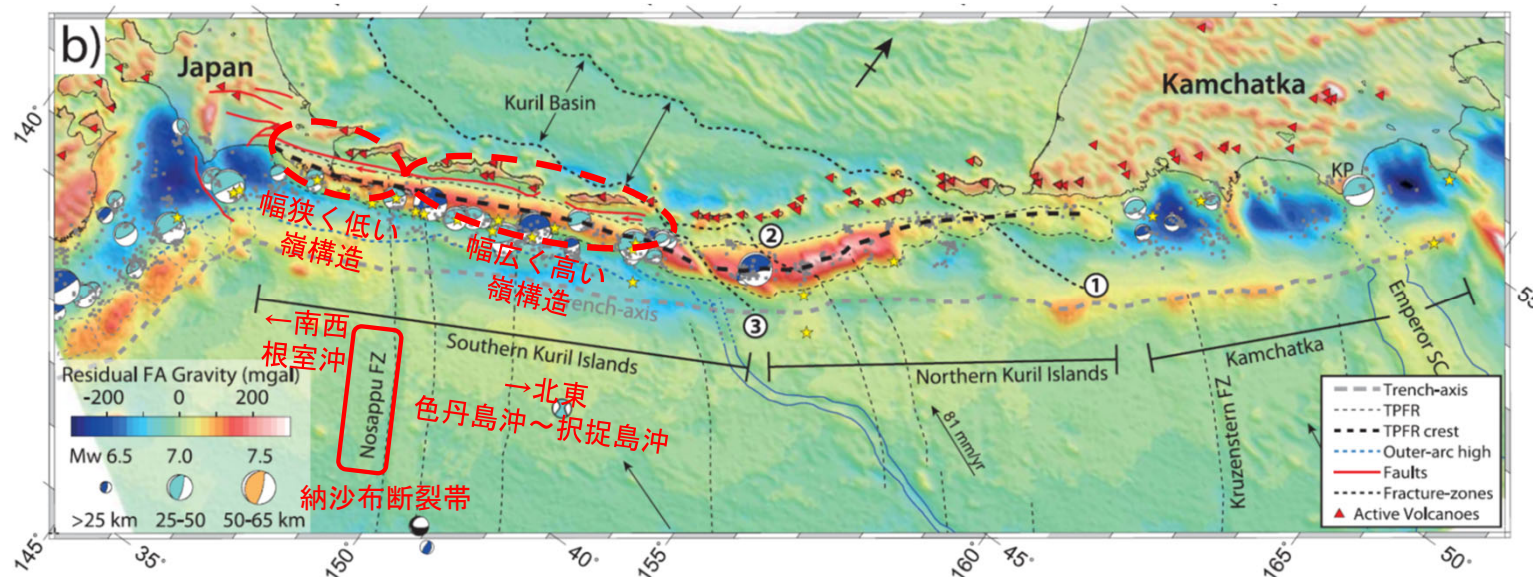 b)
Japan
Kuril Basin
Kamchatka
KP
140°
幅狭く低い
嶺構造
幅広く高い
嶺構造
②
①
③
Trench-axis
←南西
根室沖
Nosappu FZ
Southern Kuril Islands
→北東
色丹島沖～択捉島沖
納沙布断裂帯
Northern Kuril Islands
81 mm/yr
Kamchatka
Kruzenstern FZ
Emperor SC
Residual FA Gravity (mgal)
-200 0 200
Mw 6.5 7.0 7.5
>25 km 25-50 50-65 km
Trench-axis
TPFR
TPFR crest
Outer-arc high
Faults
Fracture-zones
Active Volcanoes
145°
35°
150°
40°
155°
160°
45°
165°
50°